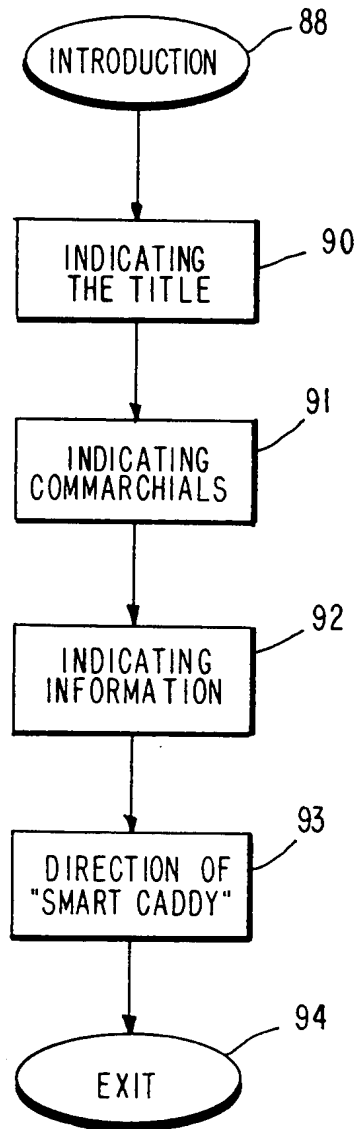 88
INTRODUCTION
90
INDICATING
THE TITLE
91
INDICATING
COMMARCHIALS
92
INDICATING
INFORMATION
93
DIRECTION OF
"SMART CADDY"
94
EXIT